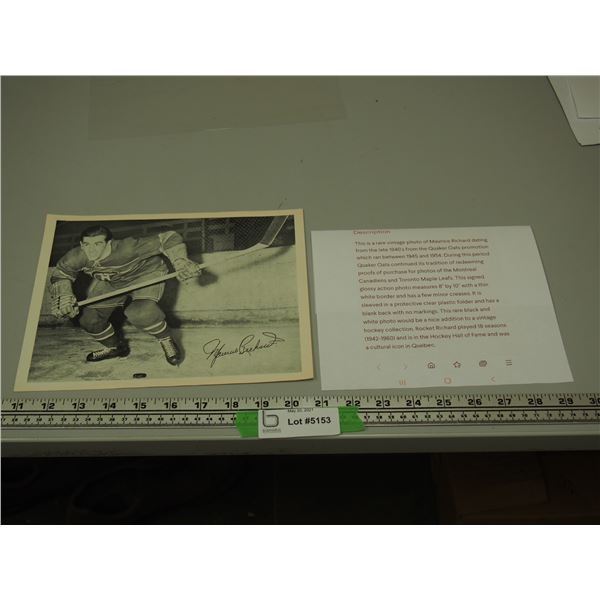 Maurice Richard
Description
This is a rare vintage photo of Maurice Richard dating
from the late 1940's from the Quaker Oats promotion
which ran between 1945 and 1954. During this period
Quaker Oats continued its tradition of redeeming
proofs of purchase for photos of the Montreal
Canadiens and Toronto Maple Leafs. This signed
glossy action photo measures 8" by 10" with a thin
white border and has a few minor creases. It is
sleeved in a protective clear plastic folder and has a
blank back with no markings. This rare black and
white photo would be a nice addition to a vintage
hockey collection. Rocket Richard played 18 seasons
(1942-1960) and is in the Hockey Hall of Fame and was
a cultural icon in Quebec.
11 12 13 14 15 16 17 18 19 20 21 22 23 24 25 26 27 28 29 30
May 20, 2021
Lot #5153